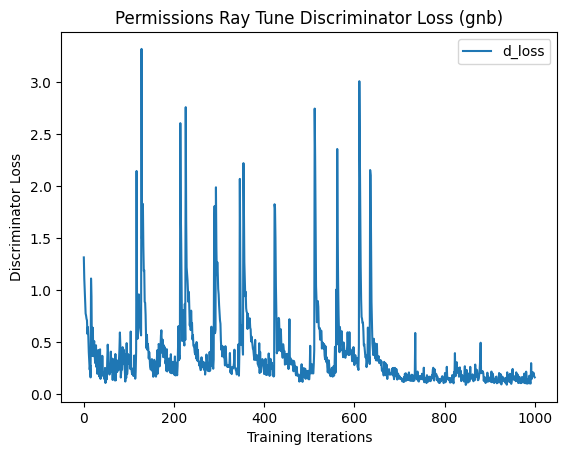 Permissions Ray Tune Discriminator Loss (gnb)
d_loss
3.0
2.5
2.0
1.5
1.0
0.5
0.0
Discriminator Loss
0 200 400 600 800 1000
Training Iterations